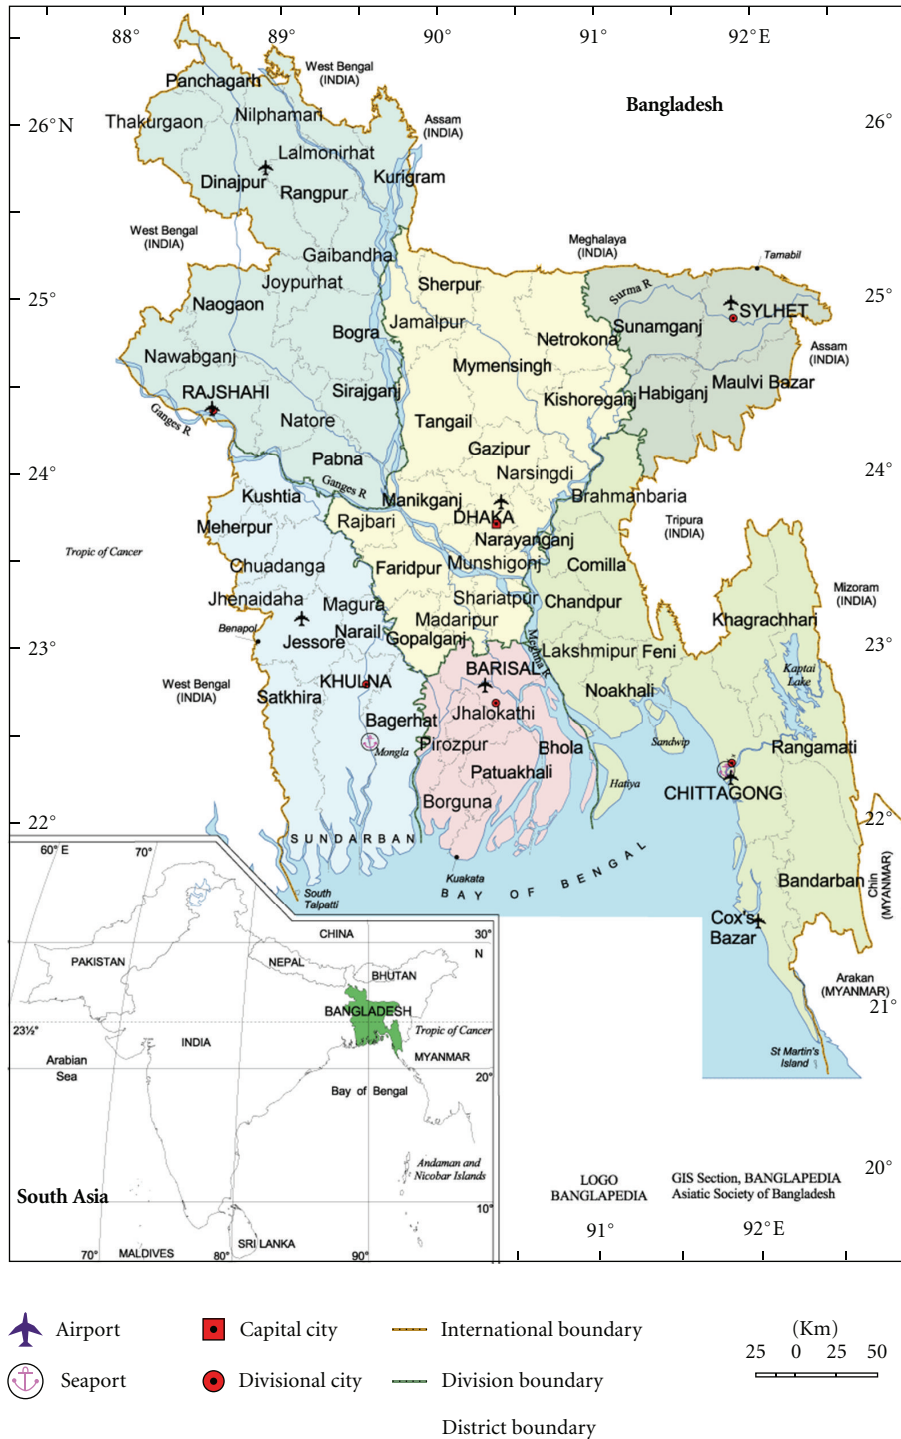 88°
89°
90°
91°
92°E
Bangladesh
26°N
26°
25°
25°
24°
24°
23°
23°
22°
22°
21°
20°
91°
92°E
West Bengal
(INDIA)
Assam
(INDIA)
Panchagarh
Nilphamari
Thakurgaon
Lalmonirhat
Kurigram
Dinajpur
Rangpur
West Bengal
(INDIA)
Gaibandha
Joypurhat
Naogaon
Bogra
Nawabganj
RAJSHAHI
Sirajganj
Natore
Pabna
Ganges R
Ganges R
Meghalaya
(INDIA)
Tamabil
Sherpur
Jamalpur
Netrokona
Mymensingh
Kishoreganj
Tangail
Gazipur
Narsingdi
Manikganj
DHAKA
Narayanganj
Rajbari
Munshigonj
Faridpur
Shariatpur
Madaripur
Gopalganj
Surma R
SYLHET
Sunamganj
Assam
(INDIA)
Maulvi Bazar
Habiganj
Brahmanbaria
Tripura
(INDIA)
Comilla
Chandpur
Mizoram
(INDIA)
Khagrachhari
Lakshmipur
Feni
Meghna R
Noakhali
Kaptai
Lake
Sandwip
Rangamati
Hatiya
CHITTAGONG
Bandarban
Chin
(MYANMAR)
Cox's
Bazar
Arakan
(MYANMAR)
St Martin's
Island
Kushtia
Meherpur
Tropic of Cancer
Chuadanga
Jhenaidaha
Magura
Benapol
Narail
Jessore
West Bengal
(INDIA)
KHULNA
Satkhira
Bagerhat
Mongla
BARISAL
Jhalokathi
Pirozpur
Bhola
Patuakhali
Borguna
SUNDARBAN
Kuakata
BAY OF BENGAL
South
Talpatti
60° E
70°
CHINA
30°
N
PAKISTAN
NEPAL
BHUTAN
BANGLADESH
23½°
Tropic of Cancer
INDIA
MYANMAR
Arabian
Sea
20°
Bay of Bengal
Andaman and
Nicobar Islands
South Asia
10°
70°
MALDIVES
80°
SRI LANKA
90°
LOGO
BANGLAPEDIA
GIS Section, BANGLAPEDIA
Asiatic Society of Bangladesh
Airport
Capital city
International boundary
(Km)
25 0 25 50
Seaport
Divisional city
Division boundary
District boundary